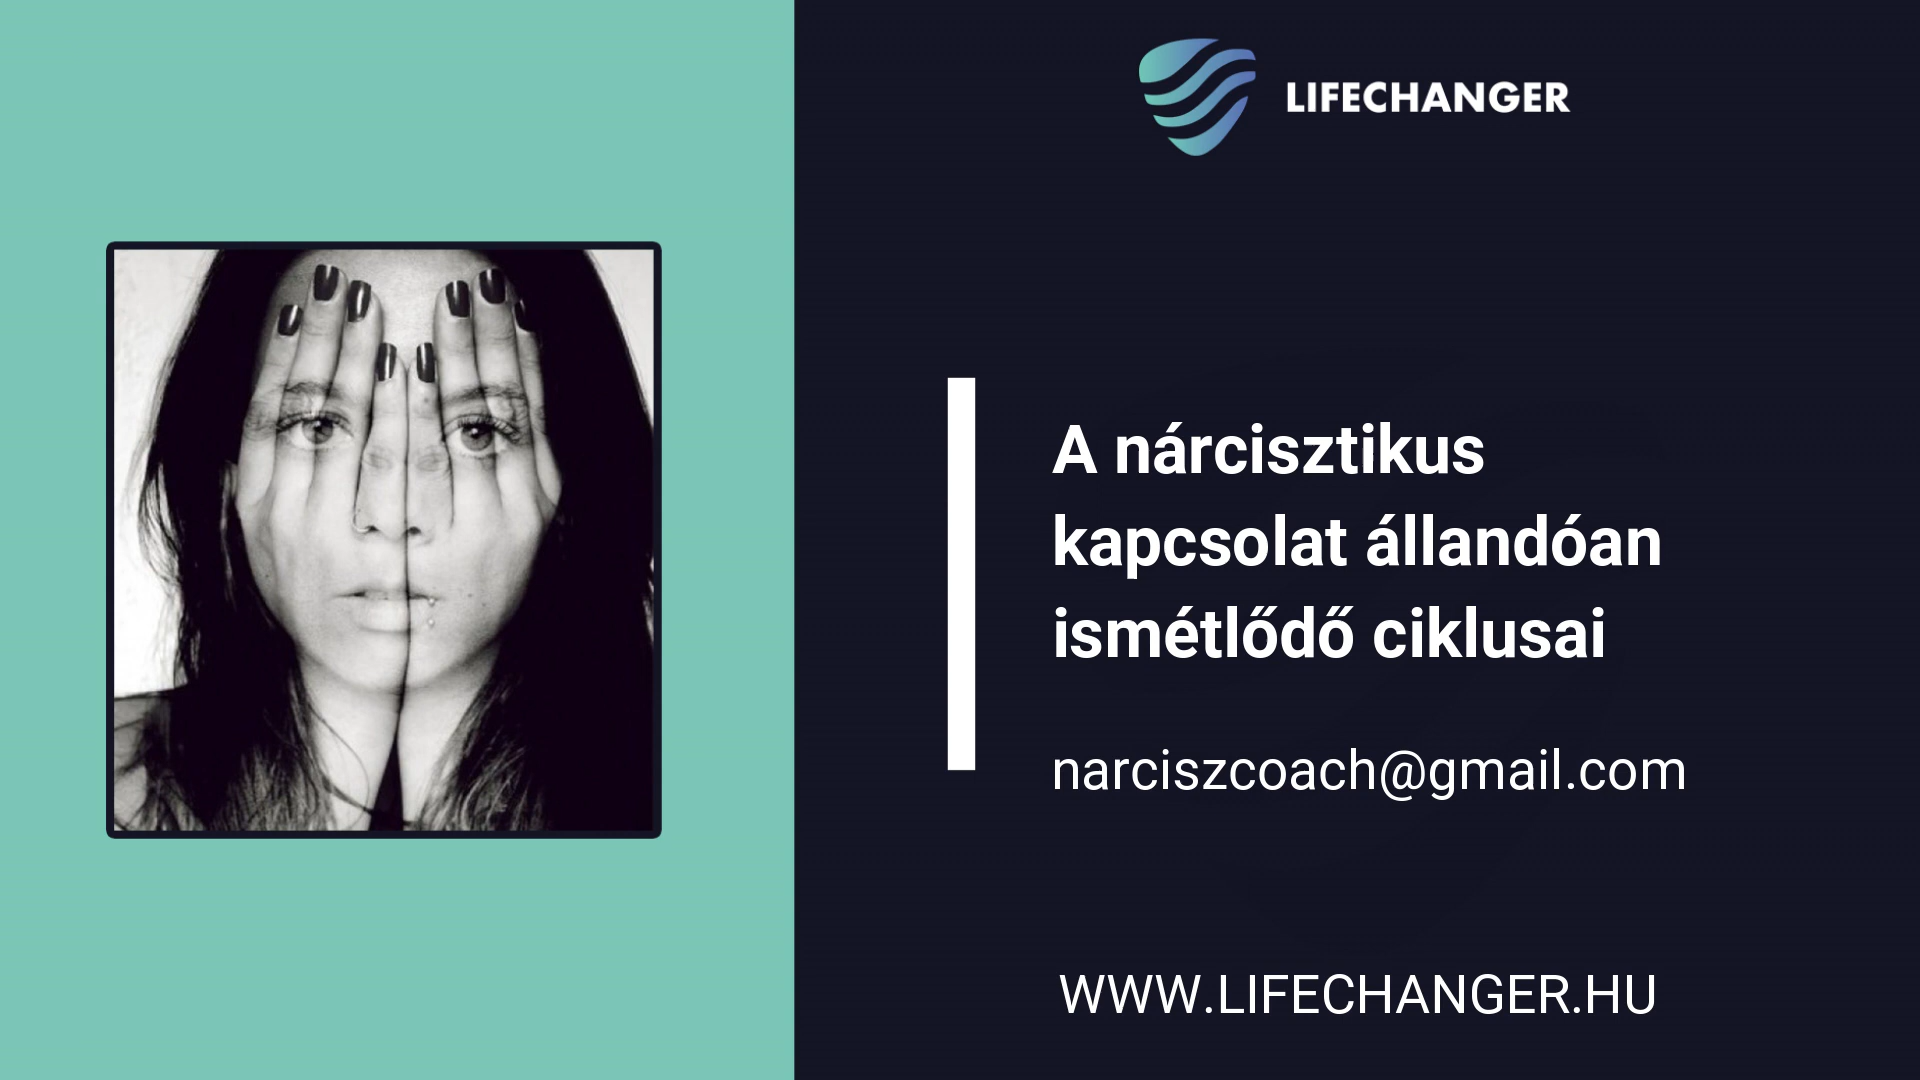 LIFECHANGER
A nárcisztikus
kapcsolat állandóan
ismétlődő ciklusai
narciszcoach@gmail.com
WWW.LIFECHANGER.HU